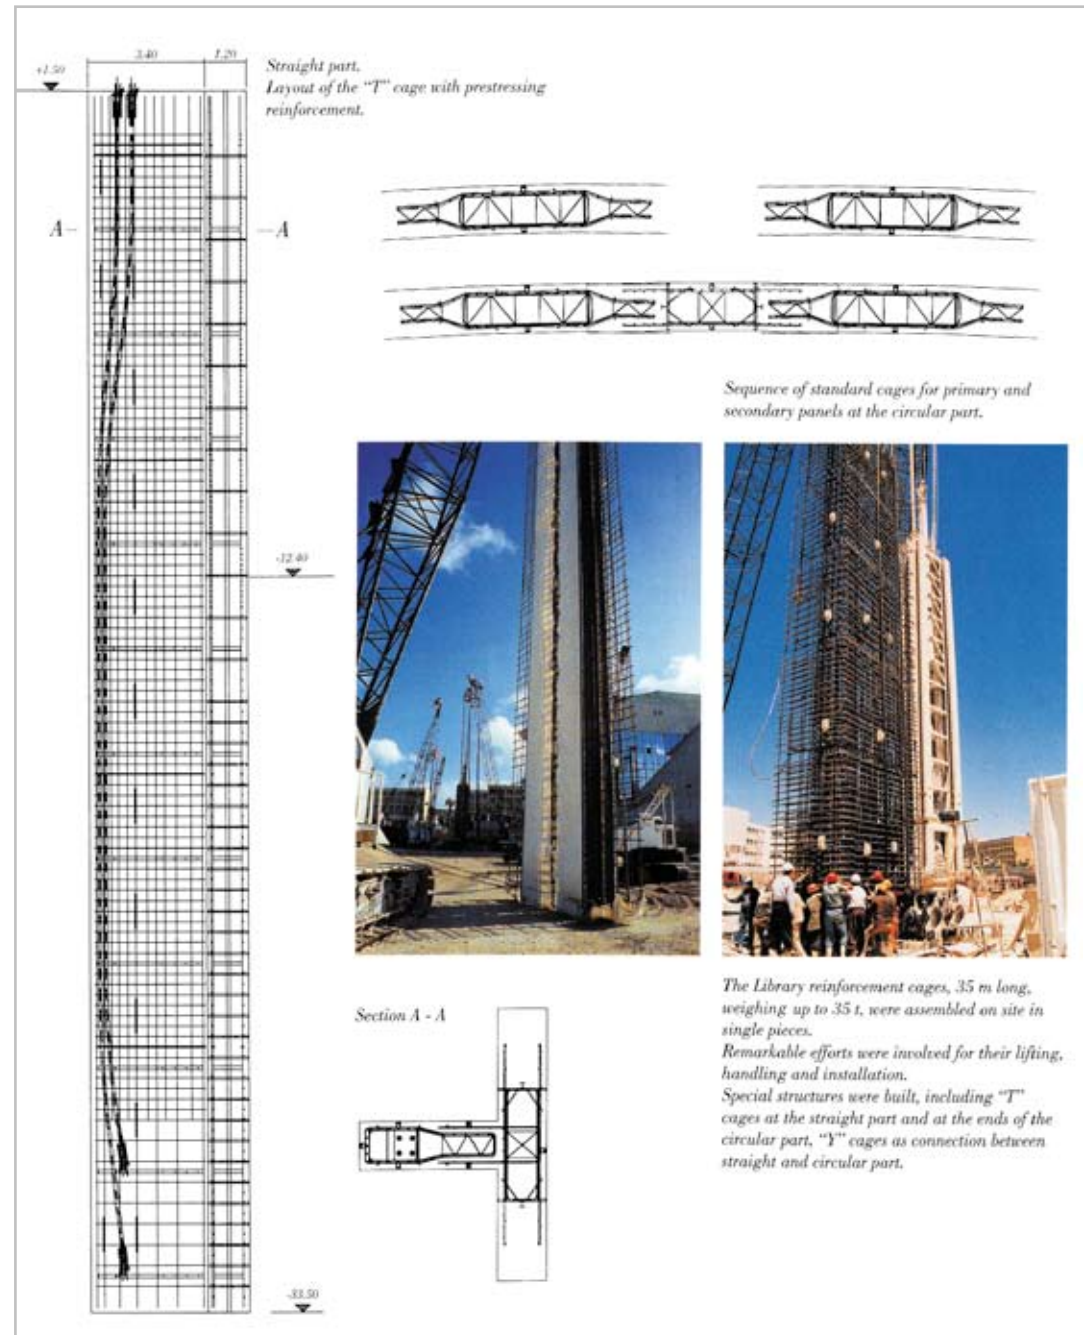 3.40
1.20
+1.50
Straight part.
Layout of the "T" cage with prestressing
reinforcement.
A
A
-12.40
-33.50
Sequence of standard cages for primary and
secondary panels at the circular part.
Section A - A
The Library reinforcement cages, 35 m long,
weighing up to 35 t, were assembled on site in
single pieces.
Remarkable efforts were involved for their lifting,
handling and installation.
Special structures were built, including "T"
cages at the straight part and at the ends of the
circular part, "Y" cages as connection between
straight and circular part.